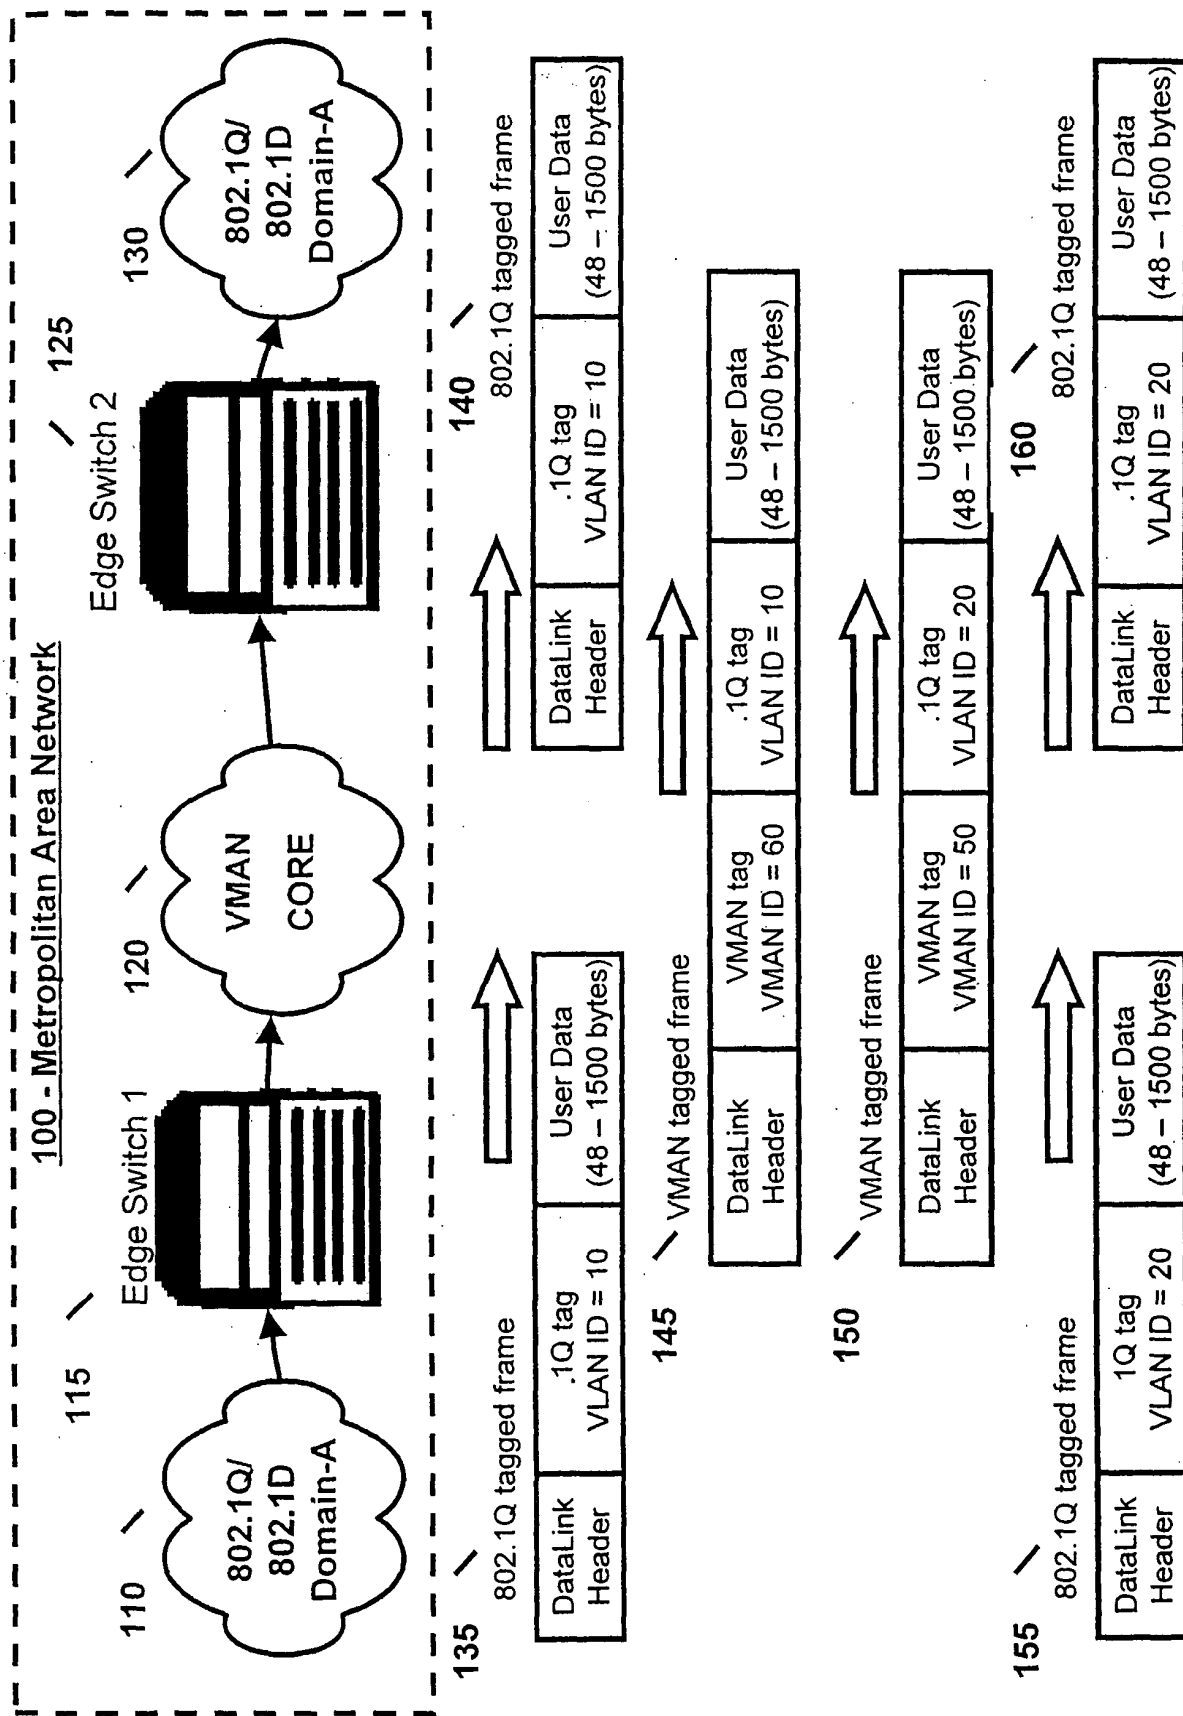 100 - Metropolitan Area Network
110
802.1Q/
802.1D
Domain-A
115
Edge Switch 1
120
VMAN
CORE
125
Edge Switch 2
130
802.1Q/
802.1D
Domain-A
135
802.1Q tagged frame
DataLink
Header
.1Q tag
VLAN ID = 10
User Data
(48 – 1500 bytes)
140
802.1Q tagged frame
DataLink
Header
.1Q tag
VLAN ID = 10
User Data
(48 – 1500 bytes)
145
VMAN tagged frame
DataLink
Header
VMAN tag
VMAN ID = 60
.1Q tag
VLAN ID = 10
User Data
(48 – 1500 bytes)
150
VMAN tagged frame
DataLink
Header
VMAN tag
VMAN ID = 50
.1Q tag
VLAN ID = 20
User Data
(48 – 1500 bytes)
155
802.1Q tagged frame
DataLink
Header
1Q tag
VLAN ID = 20
User Data
(48 – 1500 bytes)
160
802.1Q tagged frame
DataLink
Header
.1Q tag
VLAN ID = 20
User Data
(48 – 1500 bytes)